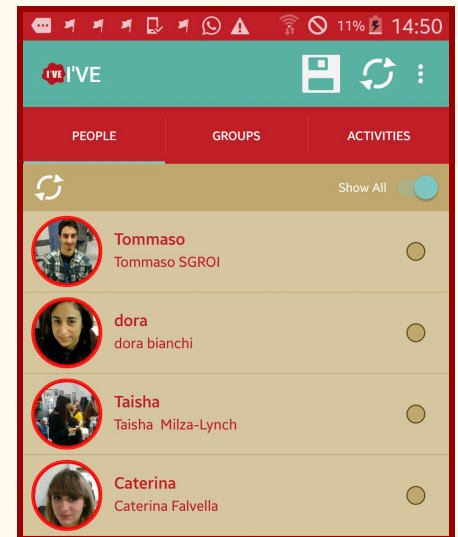 11% 14:50
I'VE I'VE
PEOPLE GROUPS ACTIVITIES
Show All
Tommaso
Tommaso SGROI
dora
dora bianchi
Taisha
Taisha Milza-Lynch
Caterina
Caterina Falvella